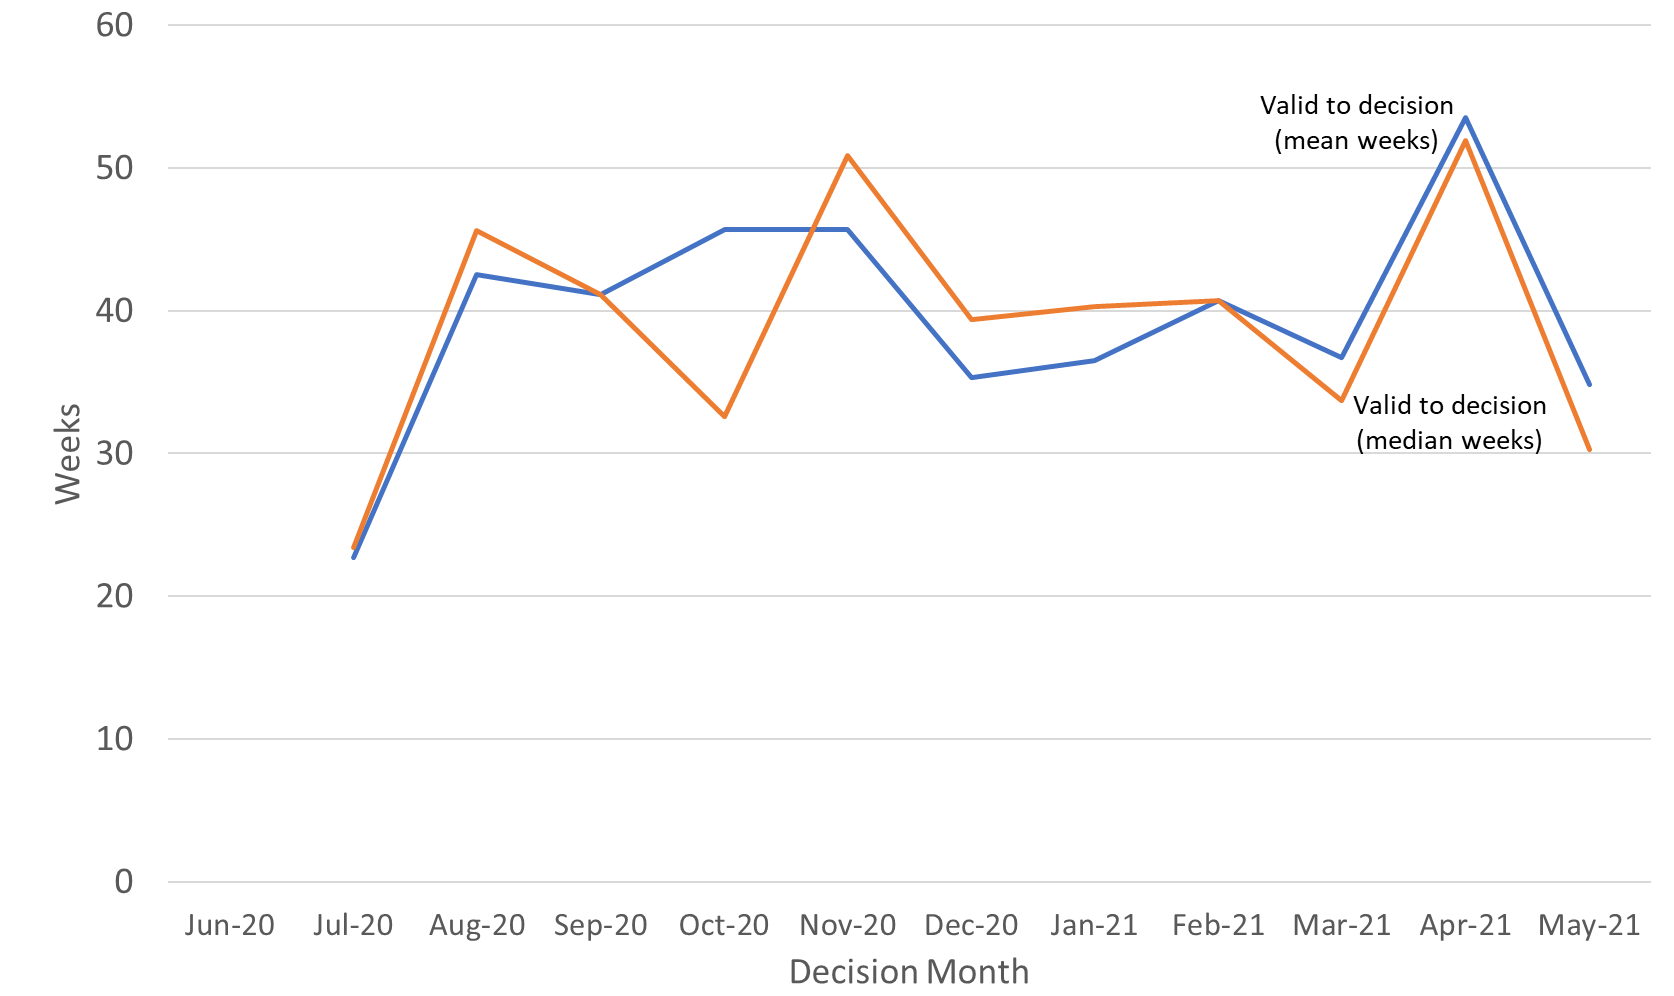 60
50
40
30
20
10
0
Weeks
Valid to decision
(mean weeks)
Valid to decision
(median weeks)
Jun-20 Jul-20 Aug-20 Sep-20 Oct-20 Nov-20 Dec-20 Jan-21 Feb-21 Mar-21 Apr-21 May-21
Decision Month